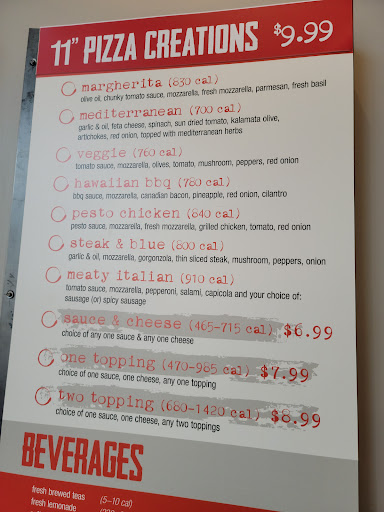 11" PIZZA CREATIONS $9.99
margherita (830 cal)
olive oil, chunky tomato sauce, mozzarella, fresh mozzarella, parmesan, fresh basil
mediterranean (700 cal)
garlic & oil, feta cheese, spinach, sun dried tomato, kalamata olive,
artichokes, red onion, topped with mediterranean herbs
veggie (760 cal)
tomato sauce, mozzarella, olives, tomato, mushroom, peppers, red onion
hawaiian bbq (780 cal)
bbq sauce, mozzarella, canadian bacon, pineapple, red onion, cilantro
pesto chicken (840 cal)
pesto sauce, mozzarella, fresh mozzarella, grilled chicken, tomato, red onion
steak & blue (800 cal)
garlic & oil, mozzarella, gorgonzola, thin sliced steak, mushroom, peppers, onion
meaty italian (910 cal)
tomato sauce, mozzarella, pepperoni, salami, capicola and your choice of:
sausage (or) spicy sausage
sauce & cheese (465-715 cal) $6.99
choice of any one sauce & any one cheese
one topping (470-985 cal) $7.99
choice of one sauce, one cheese, any one topping
two topping (680-1420 cal) $8.99
choice of one sauce, one cheese, any two toppings
BEVERAGES
fresh brewed teas (5–10 cal)
fresh lemonade